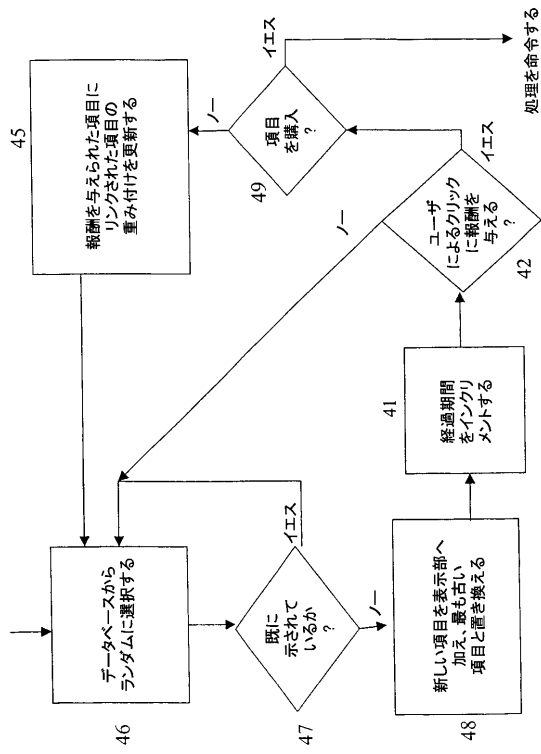 46
データベースから
ランダムに選択する
47
既に
示されて
いるか
?
イエス
ノー
48
新しい項目を表示部へ
加え、最も古い
項目と置き換える
41
経過期間
をインクリ
メントする
42
ユーザ
によるクリック
に報酬を
与える
?
ノー
イエス
49
項目
を購入
?
ノー
イエス
45
報酬を与えられた項目に
リンクされた項目の
重み付けを更新する
処理を命令する